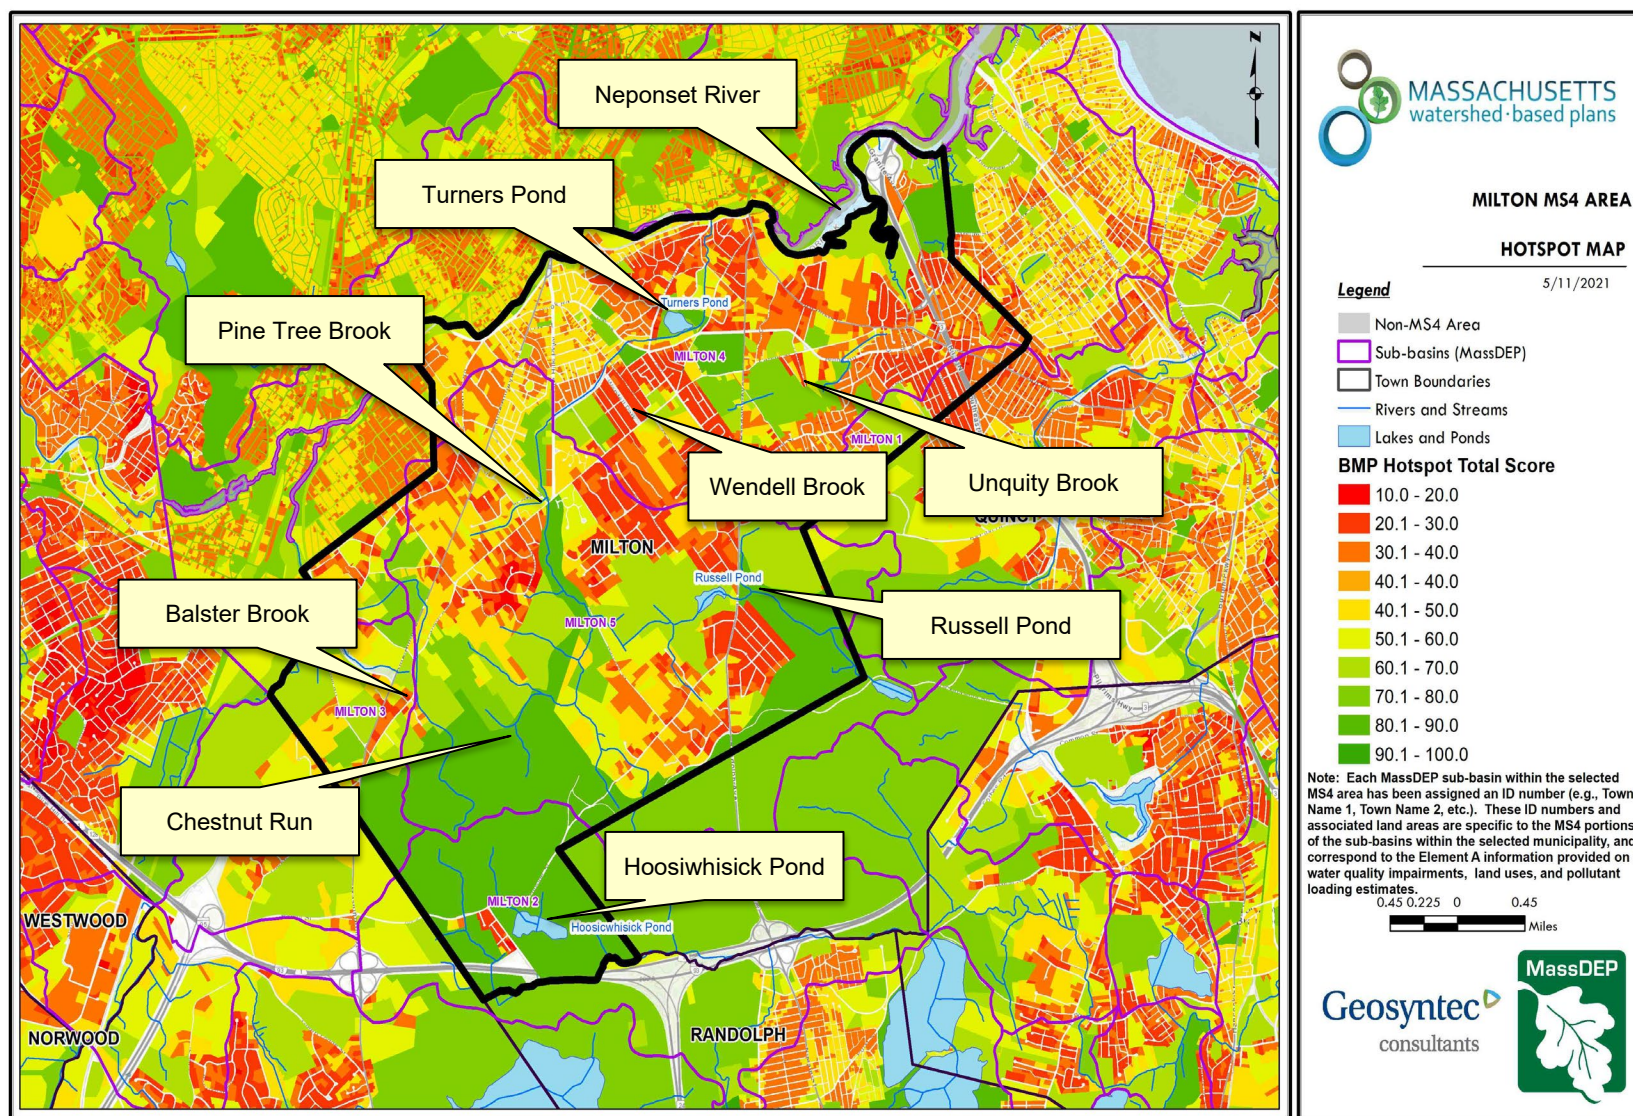 Neponset River
Turners Pond
Pine Tree Brook
Turners Pond
MILTON 4
MILTON 1
Wendell Brook
Unquity Brook
QUINCY
MILTON
Russell Pond
Balster Brook
MILTON 5
Russell Pond
MILTON 3
Chestnut Run
Hoosiwhisick Pond
MILTON 2
Hoosicwhisick Pond
WESTWOOD
NORWOOD
RANDOLPH
Pilgrims Hwy
N
MASSACHUSETTS
watershed·based plans
MILTON MS4 AREA
HOTSPOT MAP
5/11/2021
Legend
Non-MS4 Area
Sub-basins (MassDEP)
Town Boundaries
Rivers and Streams
Lakes and Ponds
BMP Hotspot Total Score
10.0 - 20.0
20.1 - 30.0
30.1 - 40.0
40.1 - 40.0
40.1 - 50.0
50.1 - 60.0
60.1 - 70.0
70.1 - 80.0
80.1 - 90.0
90.1 - 100.0
Note: Each MassDEP sub-basin within the selected
MS4 area has been assigned an ID number (e.g., Town
Name 1, Town Name 2, etc.). These ID numbers and
associated land areas are specific to the MS4 portions
of the sub-basins within the selected municipality, and
correspond to the Element A information provided on
water quality impairments, land uses, and pollutant
loading estimates.
0.45 0.225 0 0.45
Miles
Geosyntec
consultants
MassDEP